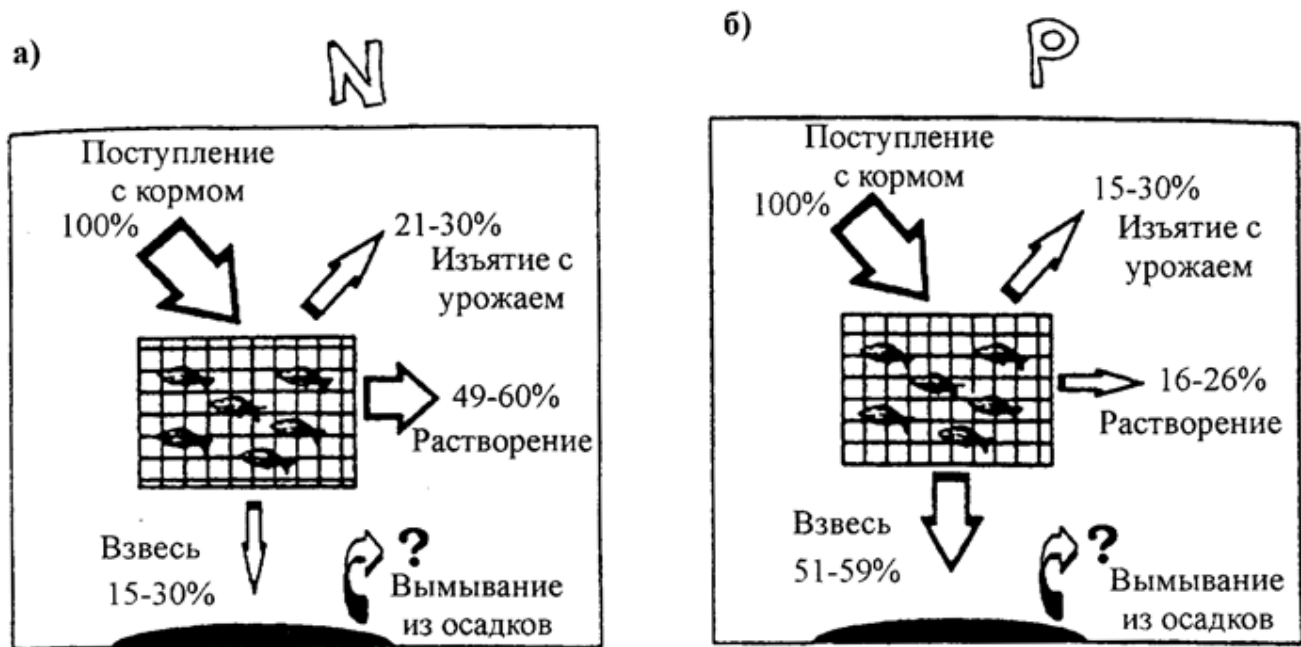 а)
N
Поступление
с кормом
100%
21-30%
Изъятие с
урожаем
49-60%
Растворение
Взвесь
15-30%
?
Вымывание
из осадков
б)
P
Поступление
с кормом
100%
15-30%
Изъятие с
урожаем
16-26%
Растворение
Взвесь
51-59%
?
Вымывание
из осадков